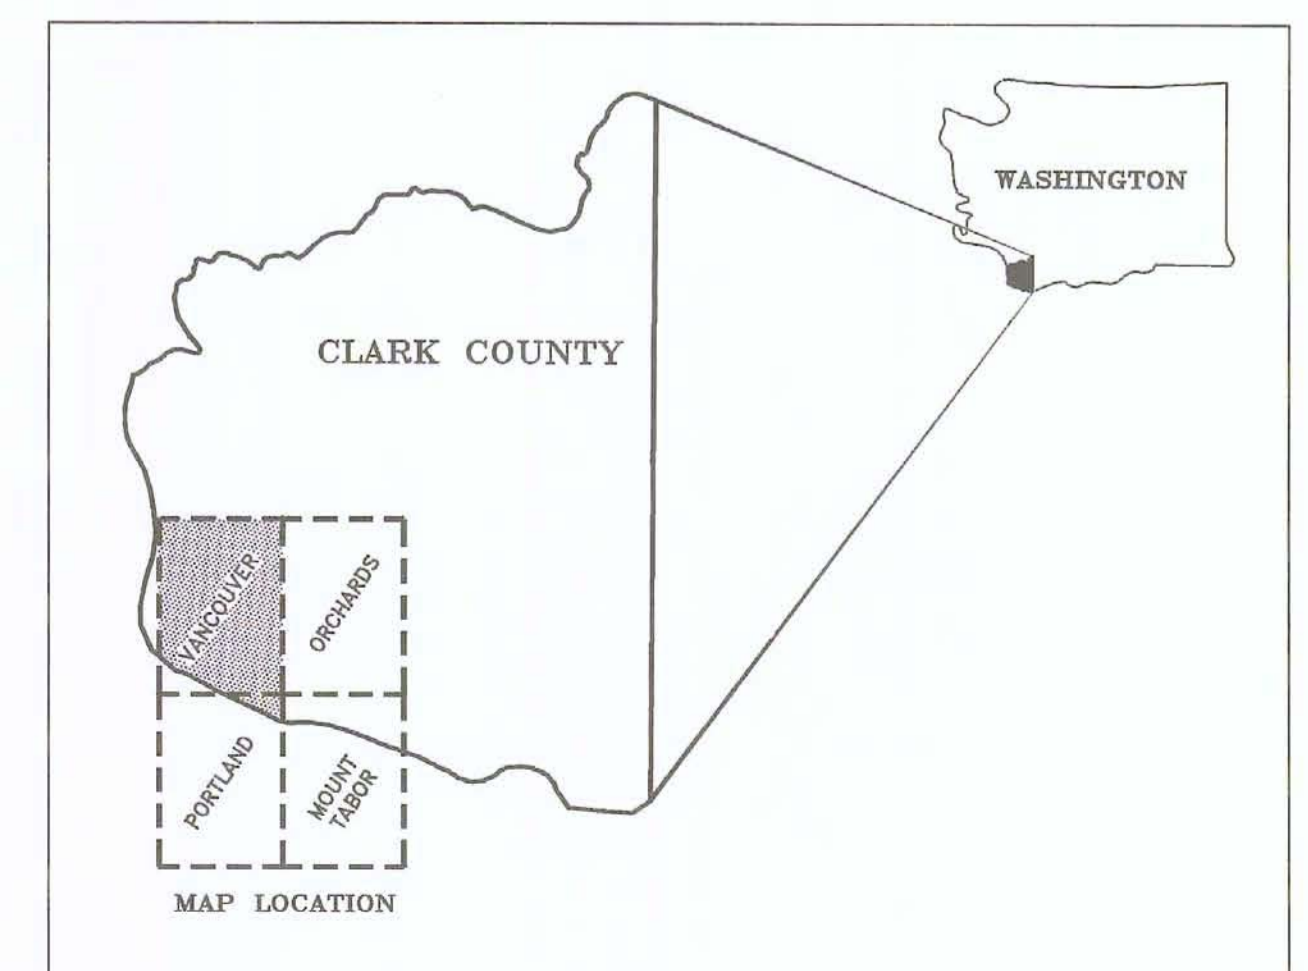 WASHINGTON
CLARK COUNTY
VANCOUVER
ORCHARDS
PORTLAND
MOUNT
TABOR
MAP LOCATION